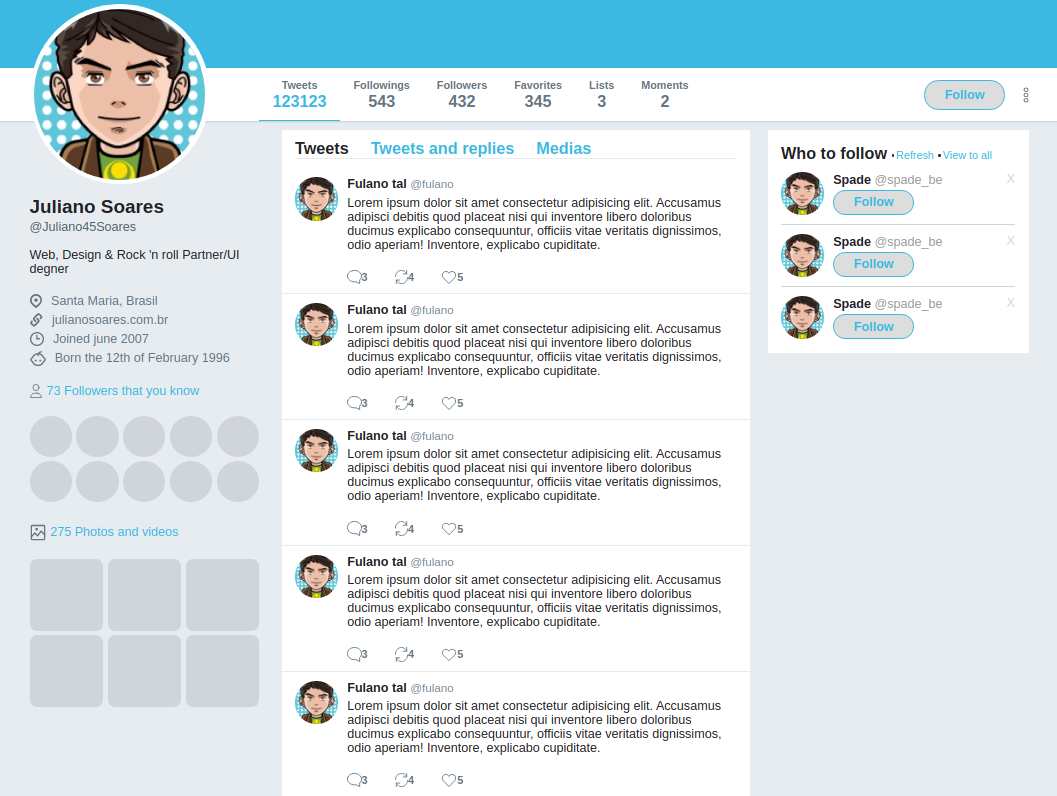 Tweets Followings Followers Favorites Lists Moments
123123 543 432 345 3 2
Follow
Juliano Soares
@Juliano45Soares
Web, Design & Rock 'n roll Partner/UI
degner
Santa Maria, Brasil
julianosoares.com.br
Joined june 2007
Born the 12th of February 1996
73 Followers that you know
275 Photos and videos
Tweets Tweets and replies Medias
Fulano tal @fulano
Lorem ipsum dolor sit amet consectetur adipisicing elit. Accusamus
adipisci debitis quod placeat nisi qui inventore libero doloribus
ducimus explicabo consequuntur, officiis vitae veritatis dignissimos,
odio aperiam! Inventore, explicabo cupiditate.
3 4 5
Fulano tal @fulano
Lorem ipsum dolor sit amet consectetur adipisicing elit. Accusamus
adipisci debitis quod placeat nisi qui inventore libero doloribus
ducimus explicabo consequuntur, officiis vitae veritatis dignissimos,
odio aperiam! Inventore, explicabo cupiditate.
3 4 5
Fulano tal @fulano
Lorem ipsum dolor sit amet consectetur adipisicing elit. Accusamus
adipisci debitis quod placeat nisi qui inventore libero doloribus
ducimus explicabo consequuntur, officiis vitae veritatis dignissimos,
odio aperiam! Inventore, explicabo cupiditate.
3 4 5
Fulano tal @fulano
Lorem ipsum dolor sit amet consectetur adipisicing elit. Accusamus
adipisci debitis quod placeat nisi qui inventore libero doloribus
ducimus explicabo consequuntur, officiis vitae veritatis dignissimos,
odio aperiam! Inventore, explicabo cupiditate.
3 4 5
Fulano tal @fulano
Lorem ipsum dolor sit amet consectetur adipisicing elit. Accusamus
adipisci debitis quod placeat nisi qui inventore libero doloribus
ducimus explicabo consequuntur, officiis vitae veritatis dignissimos,
odio aperiam! Inventore, explicabo cupiditate.
3 4 5
Who to follow • Refresh • View to all
Spade @spade_be X
Follow
Spade @spade_be X
Follow
Spade @spade_be X
Follow